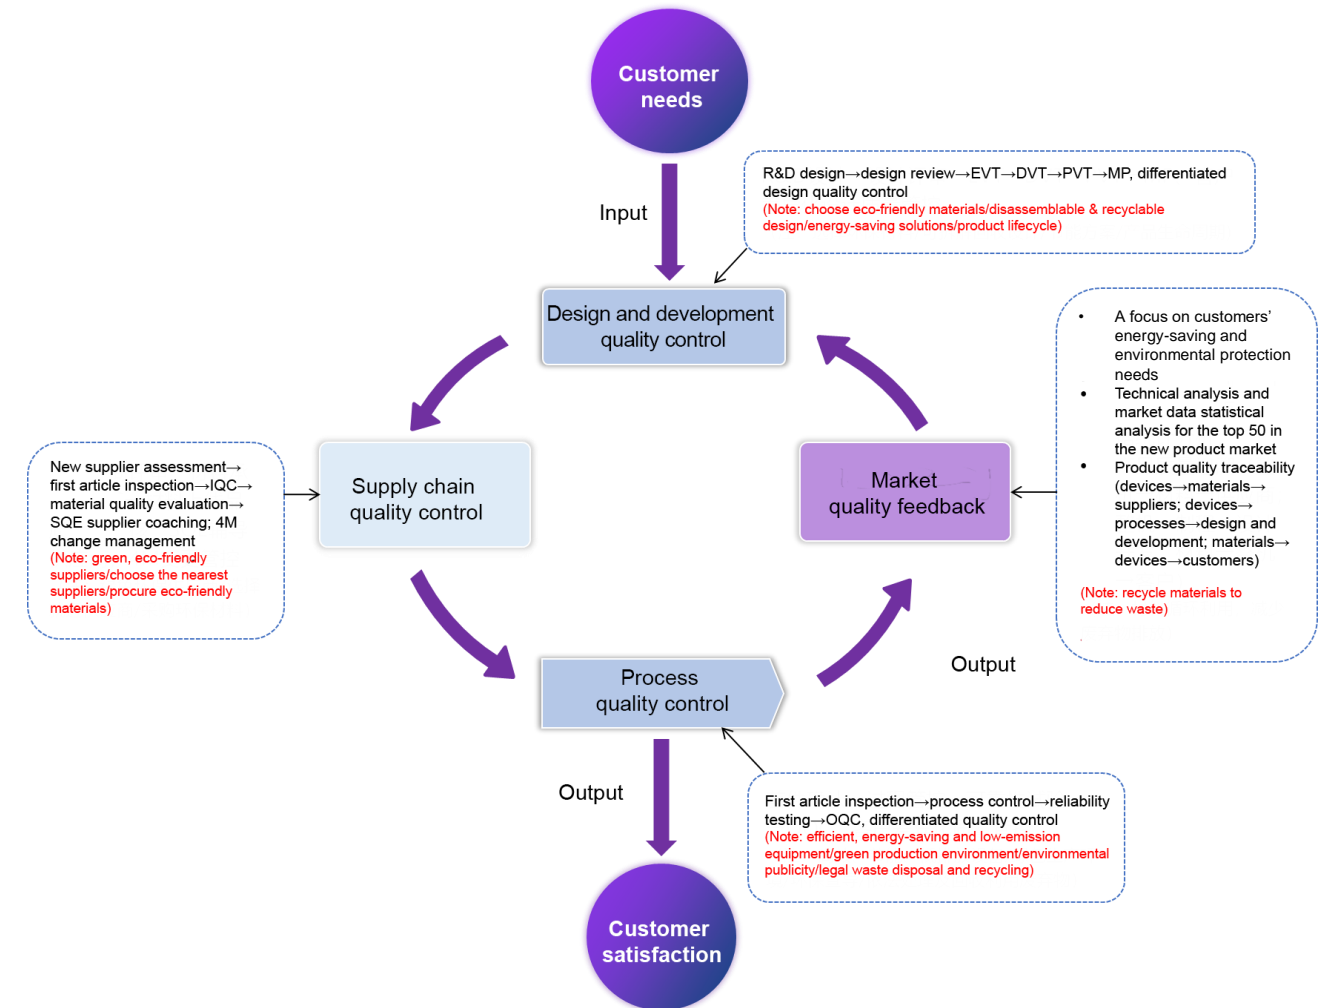 Customer
needs
Input
R&D design→design review→EVT→DVT→PVT→MP, differentiated
design quality control
(Note: choose eco-friendly materials/disassemblable & recyclable
design/energy-saving solutions/product lifecycle)
Design and development
quality control
• A focus on customers’
energy-saving and
environmental protection
needs
• Technical analysis and
market data statistical
analysis for the top 50 in
the new product market
• Product quality traceability
(devices→materials→
suppliers; devices→
processes→design and
development; materials→
devices→customers)
(Note: recycle materials to
reduce waste)
New supplier assessment→
first article inspection→IQC→
material quality evaluation→
SQE supplier coaching; 4M
change management
(Note: green, eco-friendly
suppliers/choose the nearest
suppliers/procure eco-friendly
materials)
Supply chain
quality control
Market
quality feedback
Output
Process
quality control
Output
First article inspection→process control→reliability
testing→OQC, differentiated quality control
(Note: efficient, energy-saving and low-emission
equipment/green production environment/environmental
publicity/legal waste disposal and recycling)
Customer
satisfaction